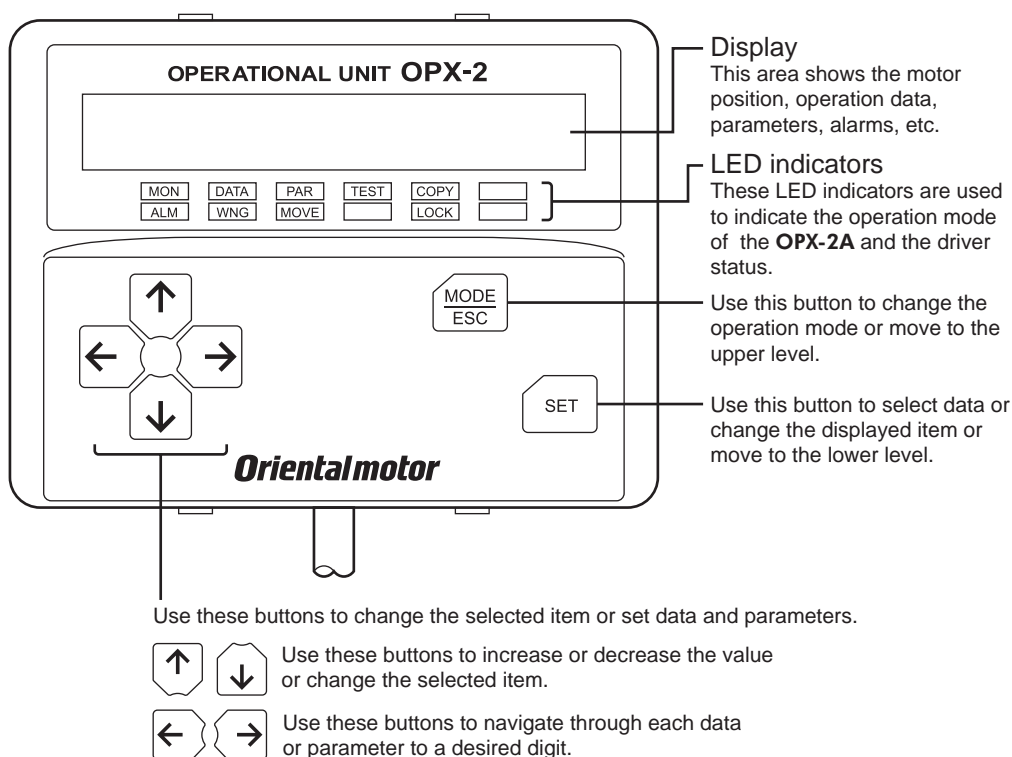 OPERATIONAL UNIT OPX-2
MON DATA PAR TEST COPY
ALM WNG MOVE LOCK
MODE
ESC
SET
Orientalmotor
Display
This area shows the motor
position, operation data,
parameters, alarms, etc.
LED indicators
These LED indicators are used
to indicate the operation mode
of the OPX-2A and the driver
status.
Use this button to change the
operation mode or move to the
upper level.
Use this button to select data or
change the displayed item or
move to the lower level.
Use these buttons to change the selected item or set data and parameters.
Use these buttons to increase or decrease the value
or change the selected item.
Use these buttons to navigate through each data
or parameter to a desired digit.